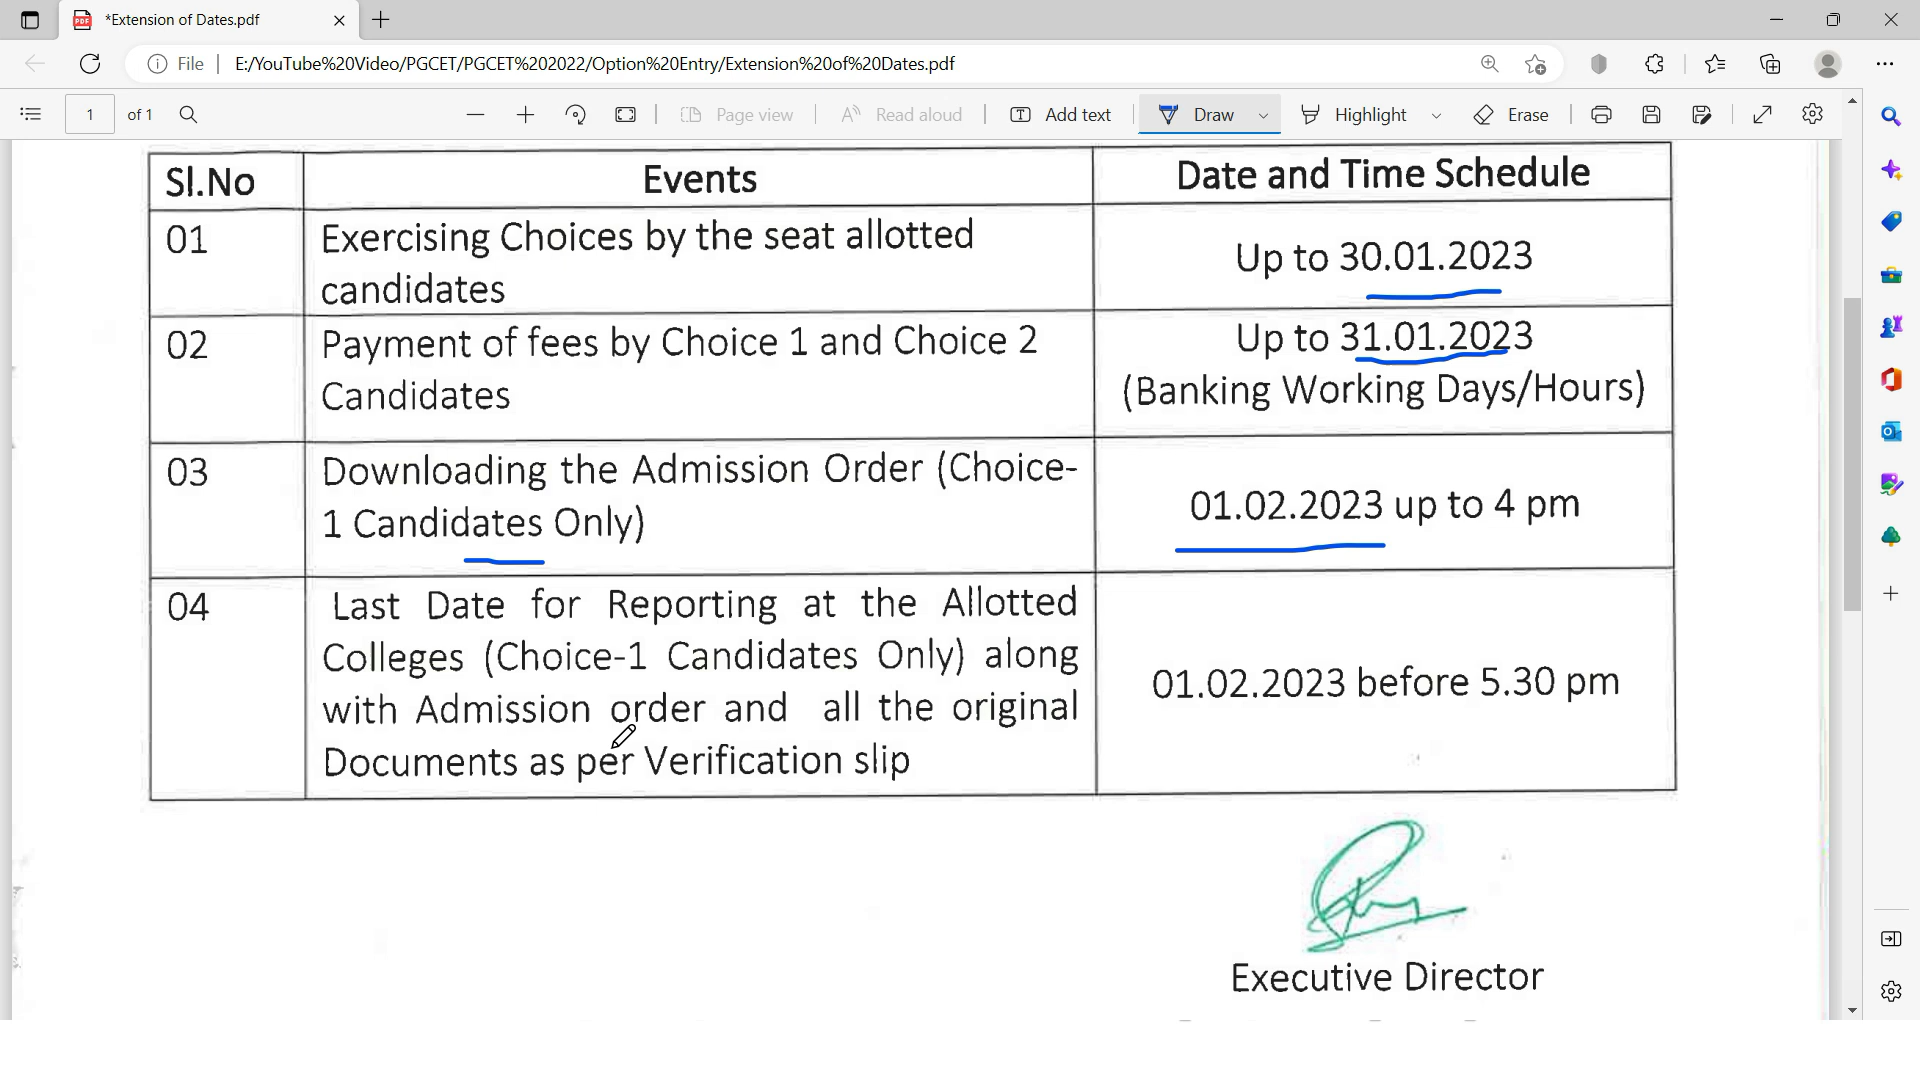 *Extension of Dates.pdf
File
E:/YouTube%20Video/PGCET/PGCET%202022/Option%20Entry/Extension%20of%20Dates.pdf
1 of 1
Page view
Read aloud
Add text
Draw
Highlight
Erase
Sl.No Events Date and Time Schedule
01 Exercising Choices by the seat allotted
candidates
Up to 30.01.2023
02 Payment of fees by Choice 1 and Choice 2
Candidates
Up to 31.01.2023
(Banking Working Days/Hours)
03 Downloading the Admission Order (Choice-
1 Candidates Only)
01.02.2023 up to 4 pm
04 Last Date for Reporting at the Allotted
Colleges (Choice-1 Candidates Only) along
with Admission order and all the original
Documents as per Verification slip
01.02.2023 before 5.30 pm
Executive Director